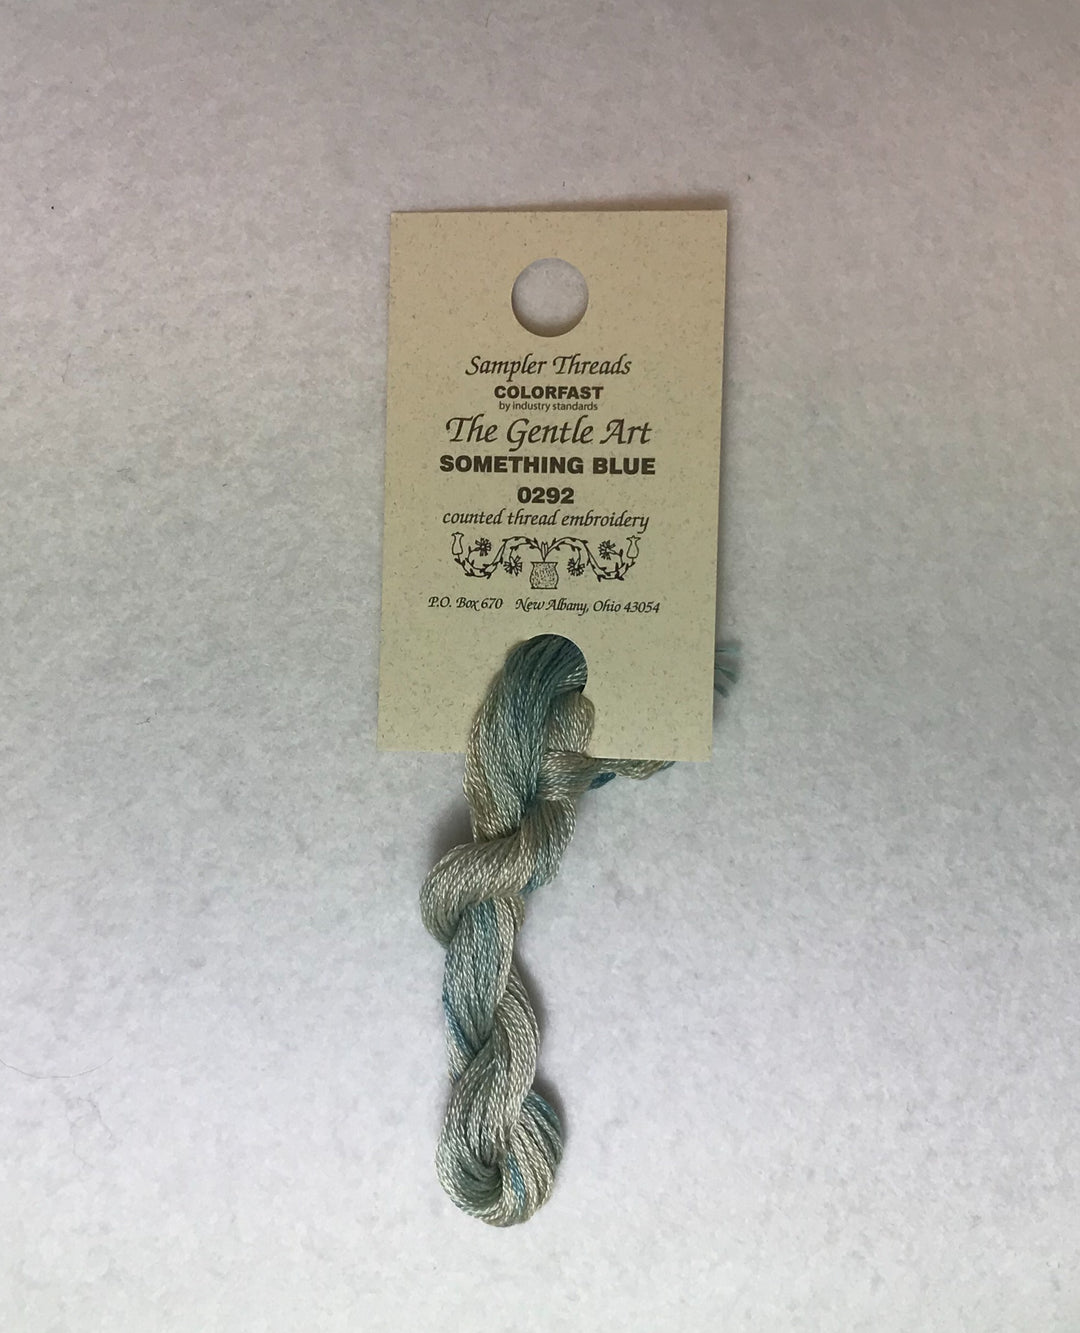 Sampler Threads
COLORFAST
by industry standards
The Gentle Art
SOMETHING BLUE
0292
counted thread embroidery
P.O. Box 670 New Albany, Ohio 43054